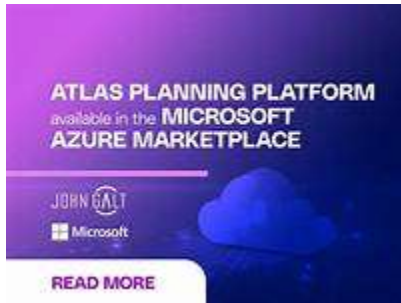 ATLAS PLANNING PLATFORM
available in the MICROSOFT
AZURE MARKETPLACE
JOHN GALT
Microsoft
READ MORE